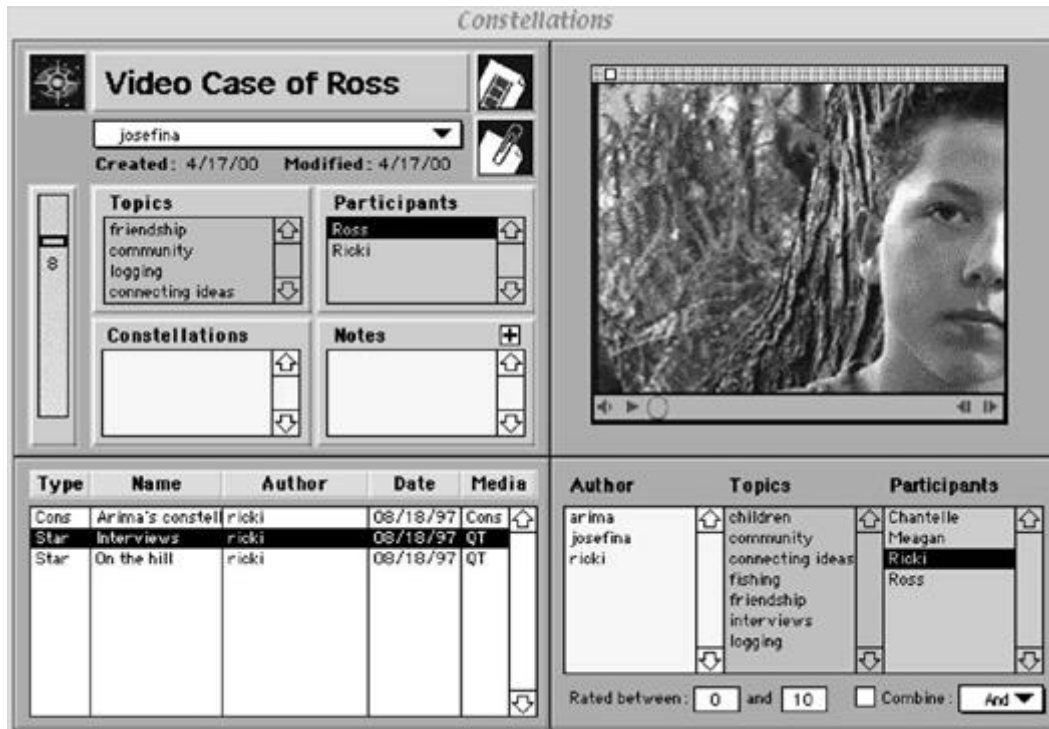 Constellations
Video Case of Ross
josefina
Created: 4/17/00 Modified: 4/17/00
8
Topics
friendship
community
logging
connecting ideas
Participants
Ross
Ricki
Constellations
Notes
Type Name Author Date Media
Cons Arima's constell ricki 08/18/97 Cons
Star Interviews ricki 08/18/97 QT
Star On the hill ricki 08/18/97 QT
Author
arima
josefina
ricki
Topics
children
community
connecting ideas
fishing
friendship
interviews
logging
Participants
Chantelle
Meagan
Ricki
Ross
Rated between: 0 and 10 Combine: And